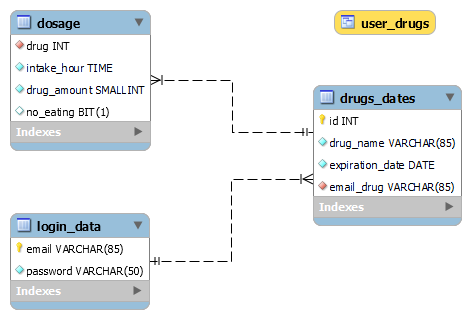 dosage
drug INT
intake_hour TIME
drug_amount SMALLINT
no_eating BIT(1)
Indexes
user_drugs
drugs_dates
id INT
drug_name VARCHAR(85)
expiration_date DATE
email_drug VARCHAR(85)
Indexes
login_data
email VARCHAR(85)
password VARCHAR(50)
Indexes